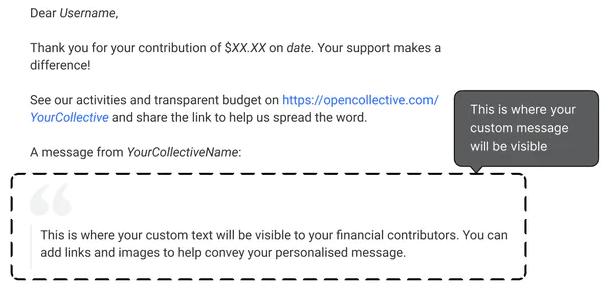 Dear Username,
Thank you for your contribution of $XX.XX on date. Your support makes a
difference!
See our activities and transparent budget on https://opencollective.com/
YourCollective and share the link to help us spread the word.
This is where your
custom message
will be visible
A message from YourCollectiveName:
This is where your custom text will be visible to your financial contributors. You can
add links and images to help convey your personalised message.